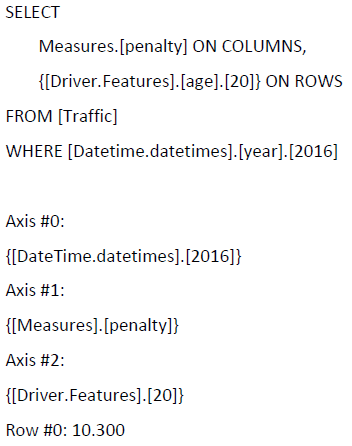 SELECT
Measures.[penalty] ON COLUMNS,
{[Driver.Features].[age].[20]} ON ROWS
FROM [Traffic]
WHERE [Datetime.datetimes].[year].[2016]
Axis #0:
{[DateTime.datetimes].[2016]}
Axis #1:
{[Measures].[penalty]}
Axis #2:
{[Driver.Features].[20]}
Row #0: 10.300